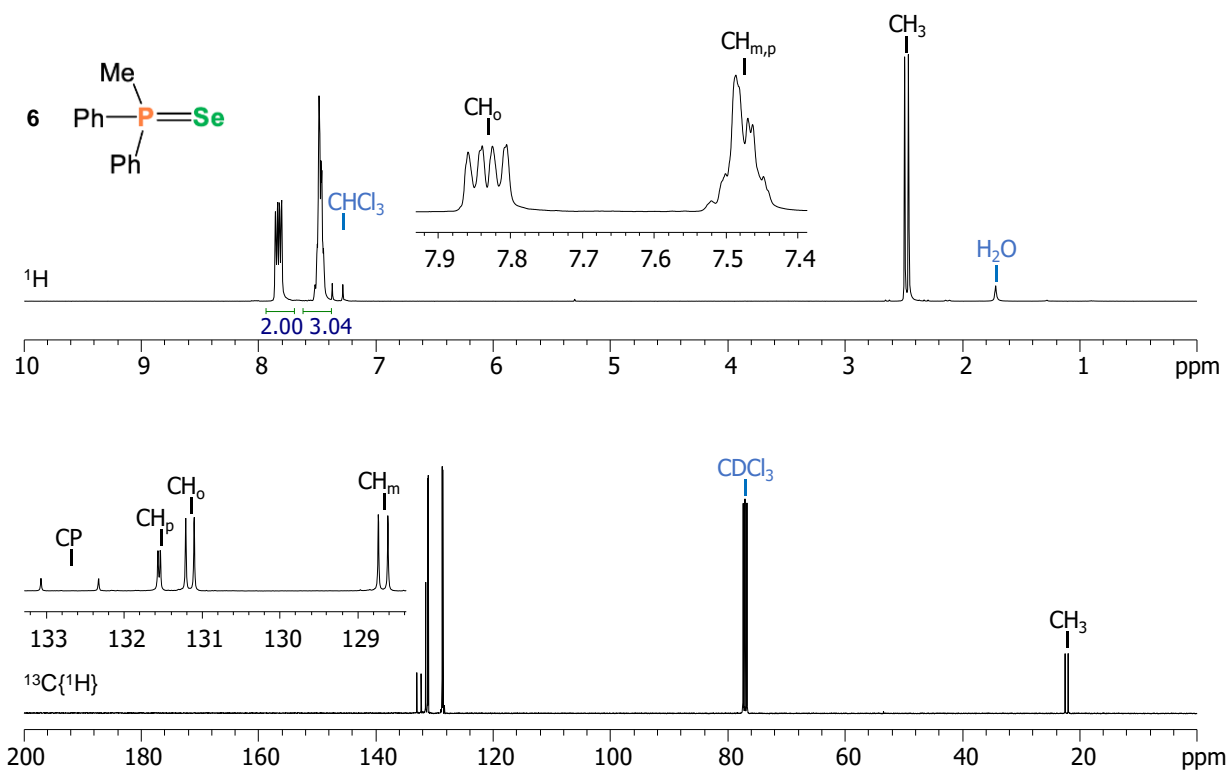 CH₃
Me
CHₘ,ₚ
6 Ph P Se
CHₒ
Ph
CHCl₃
H₂O
¹H
7.9 7.8 7.7 7.6 7.5 7.4
2.00 3.04
10 9 8 7 6 5 4 3 2 1 ppm
CDCl₃
CHₒ
CHₘ
CHₚ
CP
CH₃
133 132 131 130 129
¹³C{¹H}
200 180 160 140 120 100 80 60 40 20 ppm